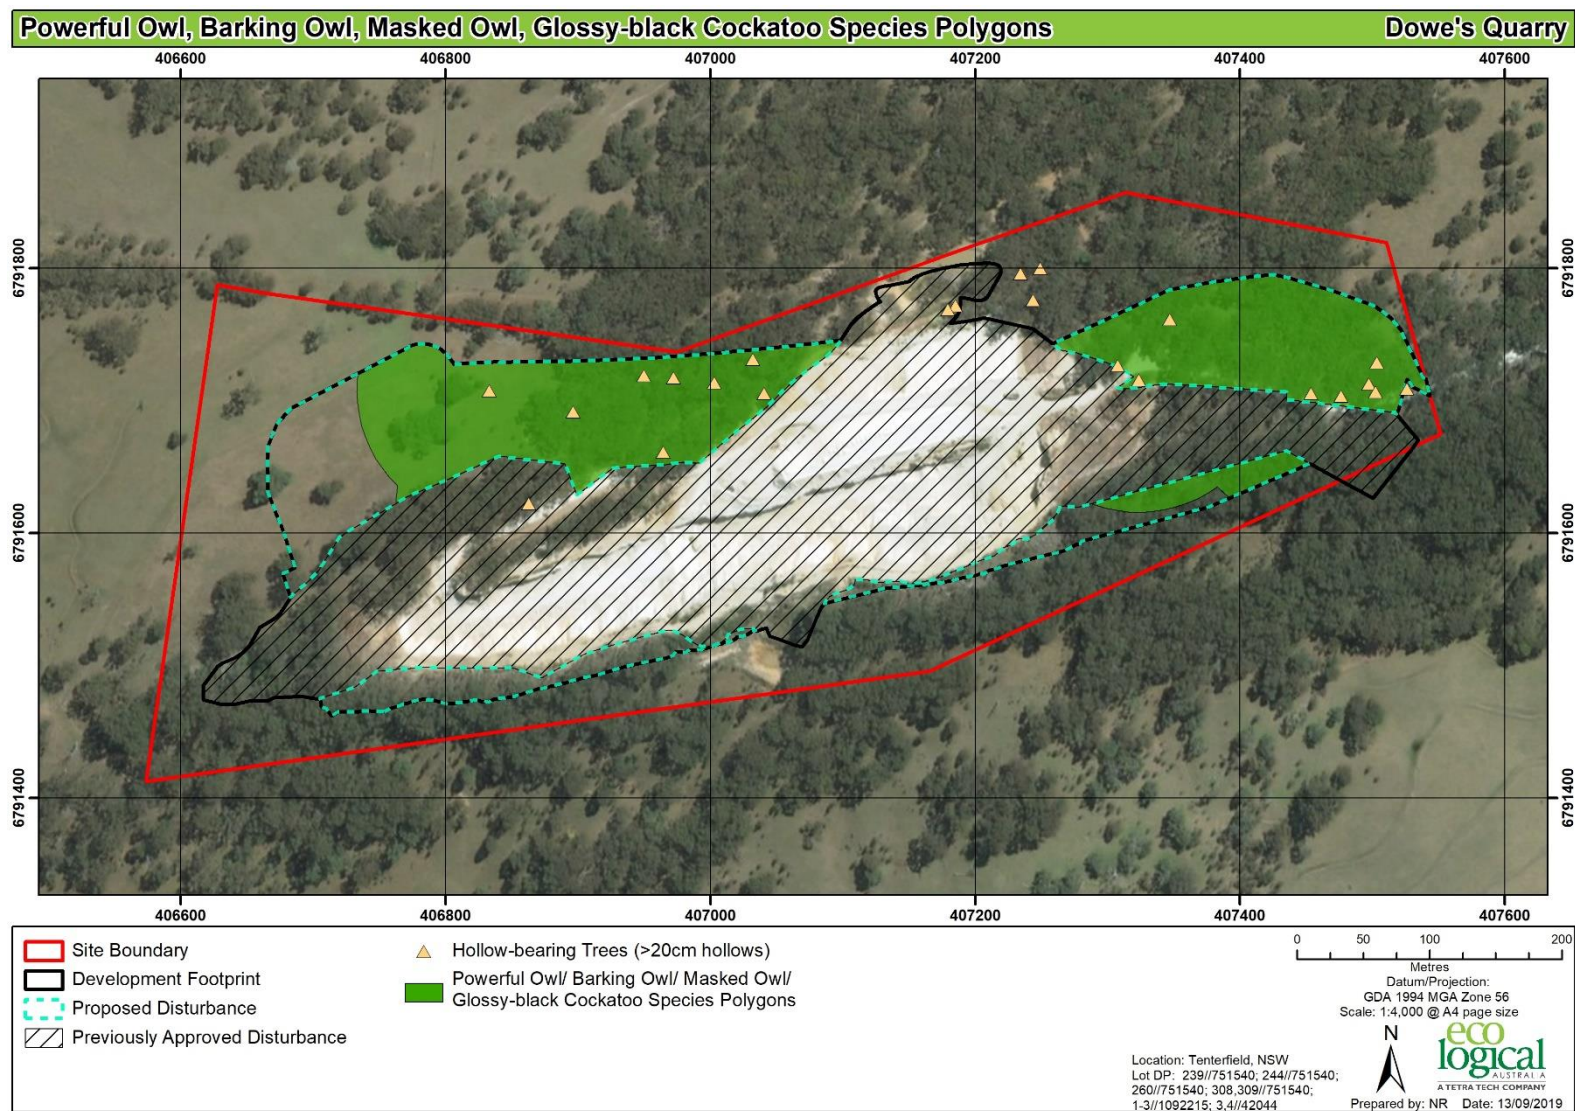 Powerful Owl, Barking Owl, Masked Owl, Glossy-black Cockatoo Species Polygons Dowe's Quarry
406600 406800 407000 407200 407400 407600
6791800 6791800
6791600 6791600
6791400 6791400
406600 406800 407000 407200 407400 407600
Site Boundary
Development Footprint
Proposed Disturbance
Previously Approved Disturbance
Hollow-bearing Trees (>20cm hollows)
Powerful Owl/ Barking Owl/ Masked Owl/
Glossy-black Cockatoo Species Polygons
0 50 100 200
Metres
Datum/Projection:
GDA 1994 MGA Zone 56
Scale: 1:4,000 @ A4 page size
N
eco
logical
AUSTRALIA
A TETRA TECH COMPANY
Location: Tenterfield, NSW
Lot DP: 239//751540; 244//751540;
260//751540; 308,309//751540;
1-3//1092215; 3,4//42044
Prepared by: NR Date: 13/09/2019